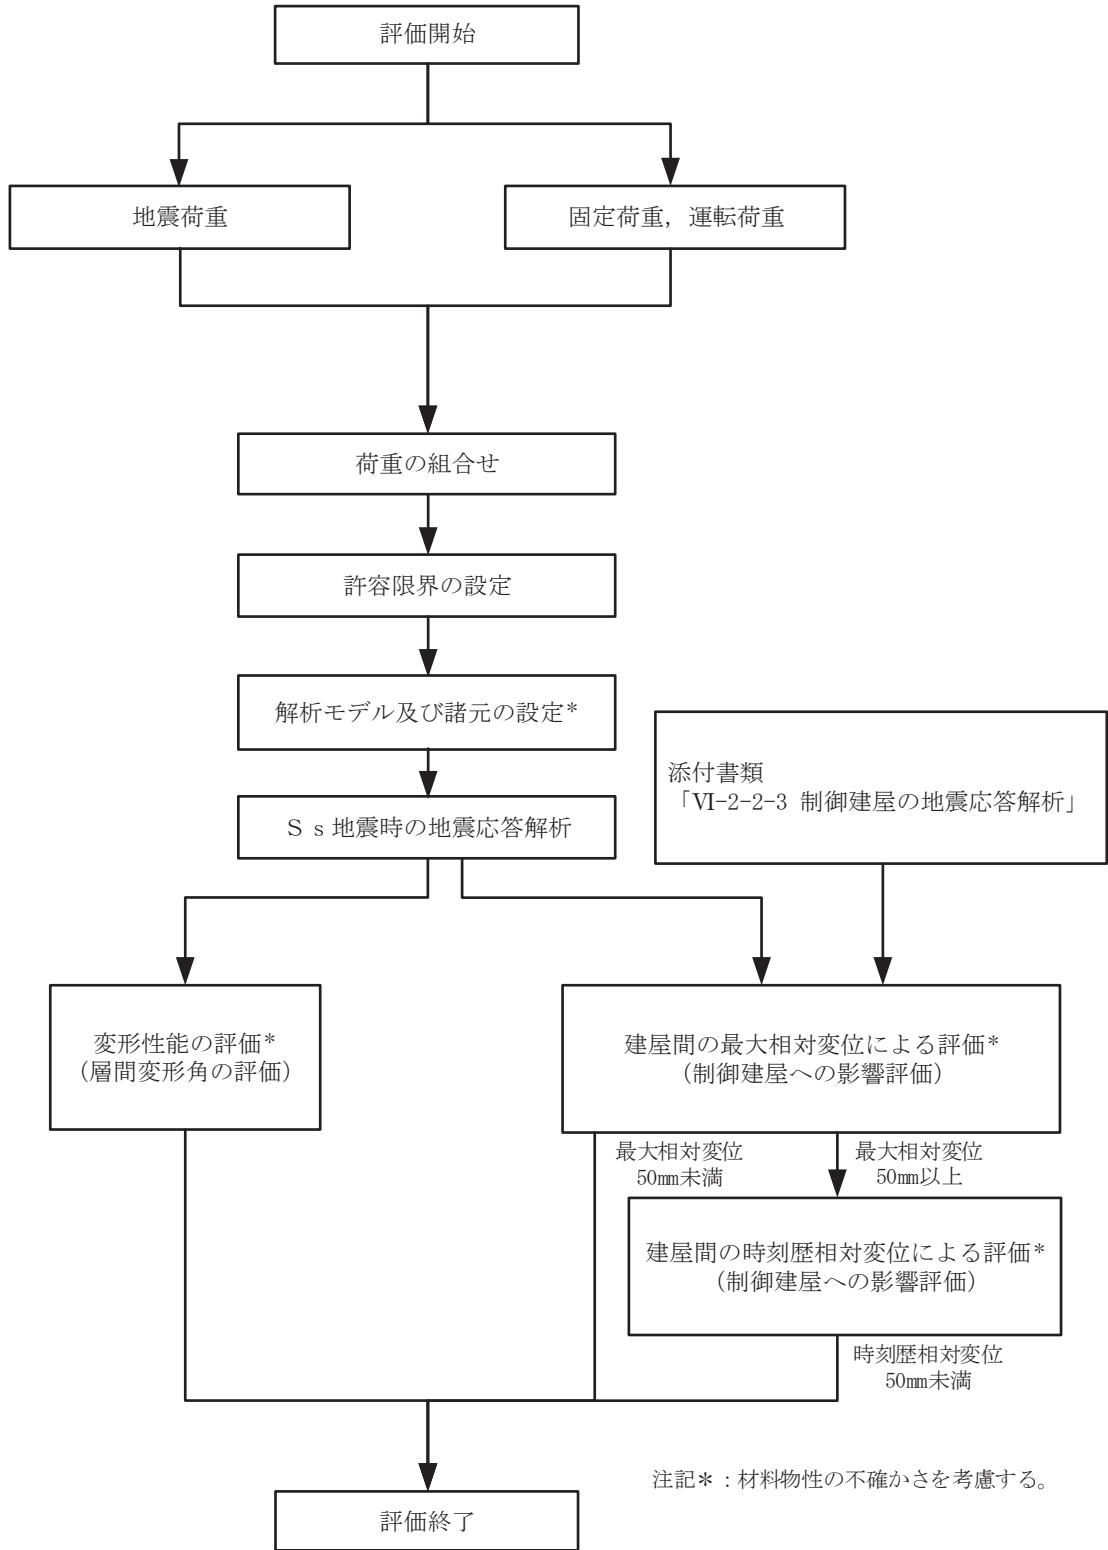 評価開始
地震荷重
固定荷重，運転荷重
荷重の組合せ
許容限界の設定
解析モデル及び諸元の設定*
Ｓｓ地震時の地震応答解析
添付書類
「Ⅵ-2-2-3 制御建屋の地震応答解析」
変形性能の評価*
（層間変形角の評価）
建屋間の最大相対変位による評価*
（制御建屋への影響評価）
最大相対変位
50㎜未満
最大相対変位
50㎜以上
建屋間の時刻歴相対変位による評価*
（制御建屋への影響評価）
時刻歴相対変位
50㎜未満
注記＊：材料物性の不確かさを考慮する。
評価終了